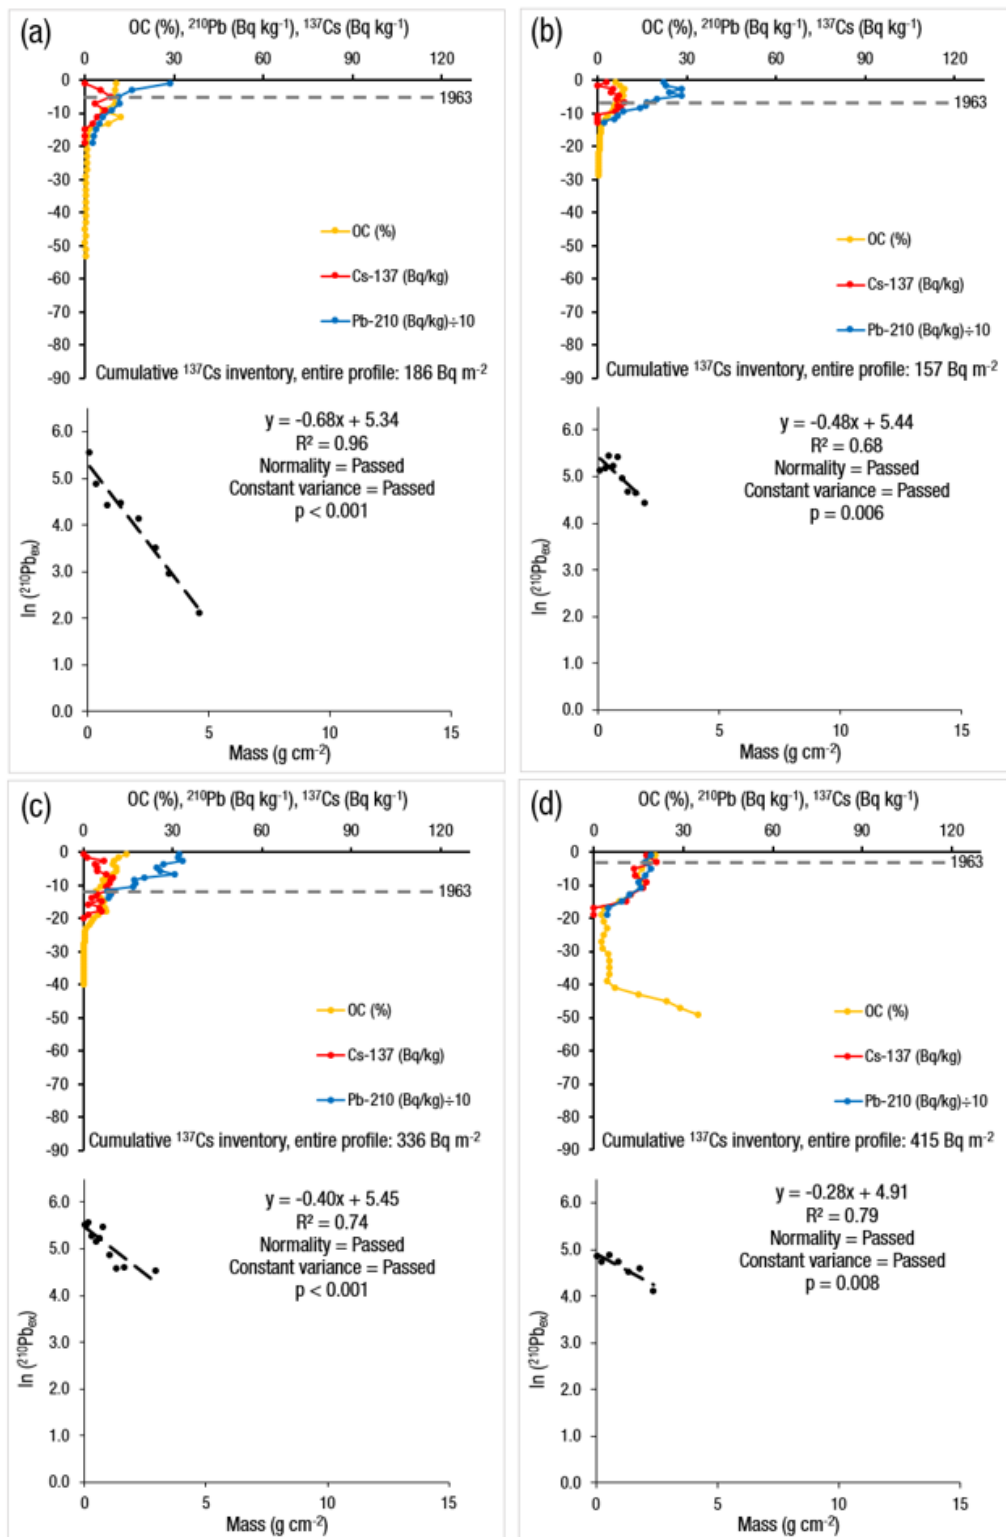 (a)
OC (%), ²¹⁰Pb (Bq kg⁻¹), ¹³⁷Cs (Bq kg⁻¹)
0 30 60 90 120
0
-10
-20
-30
-40
-50
-60
-70
-80
-90
1963
OC (%)
Cs-137 (Bq/kg)
Pb-210 (Bq/kg)÷10
Cumulative ¹³⁷Cs inventory, entire profile: 186 Bq m⁻²
y = -0.68x + 5.34
R² = 0.96
Normality = Passed
Constant variance = Passed
p < 0.001
ln (²¹⁰Pbₑₓ)
6.0
5.0
4.0
3.0
2.0
1.0
0.0
0 5 10 15
Mass (g cm⁻²)
(b)
OC (%), ²¹⁰Pb (Bq kg⁻¹), ¹³⁷Cs (Bq kg⁻¹)
0 30 60 90 120
0
-10
-20
-30
-40
-50
-60
-70
-80
-90
1963
OC (%)
Cs-137 (Bq/kg)
Pb-210 (Bq/kg)÷10
Cumulative ¹³⁷Cs inventory, entire profile: 157 Bq m⁻²
y = -0.48x + 5.44
R² = 0.68
Normality = Passed
Constant variance = Passed
p = 0.006
6.0
5.0
4.0
3.0
2.0
1.0
0.0
0 5 10 15
Mass (g cm⁻²)
(c)
OC (%), ²¹⁰Pb (Bq kg⁻¹), ¹³⁷Cs (Bq kg⁻¹)
0 30 60 90 120
0
-10
-20
-30
-40
-50
-60
-70
-80
-90
1963
OC (%)
Cs-137 (Bq/kg)
Pb-210 (Bq/kg)÷10
Cumulative ¹³⁷Cs inventory, entire profile: 336 Bq m⁻²
y = -0.40x + 5.45
R² = 0.74
Normality = Passed
Constant variance = Passed
p < 0.001
ln (²¹⁰Pbₑₓ)
6.0
5.0
4.0
3.0
2.0
1.0
0.0
0 5 10 15
Mass (g cm⁻²)
(d)
OC (%), ²¹⁰Pb (Bq kg⁻¹), ¹³⁷Cs (Bq kg⁻¹)
0 30 60 90 120
0
-10
-20
-30
-40
-50
-60
-70
-80
-90
1963
OC (%)
Cs-137 (Bq/kg)
Pb-210 (Bq/kg)÷10
Cumulative ¹³⁷Cs inventory, entire profile: 415 Bq m⁻²
y = -0.28x + 4.91
R² = 0.79
Normality = Passed
Constant variance = Passed
p = 0.008
ln (²¹⁰Pbₑₓ)
6.0
5.0
4.0
3.0
2.0
1.0
0.0
0 5 10 15
Mass (g cm⁻²)